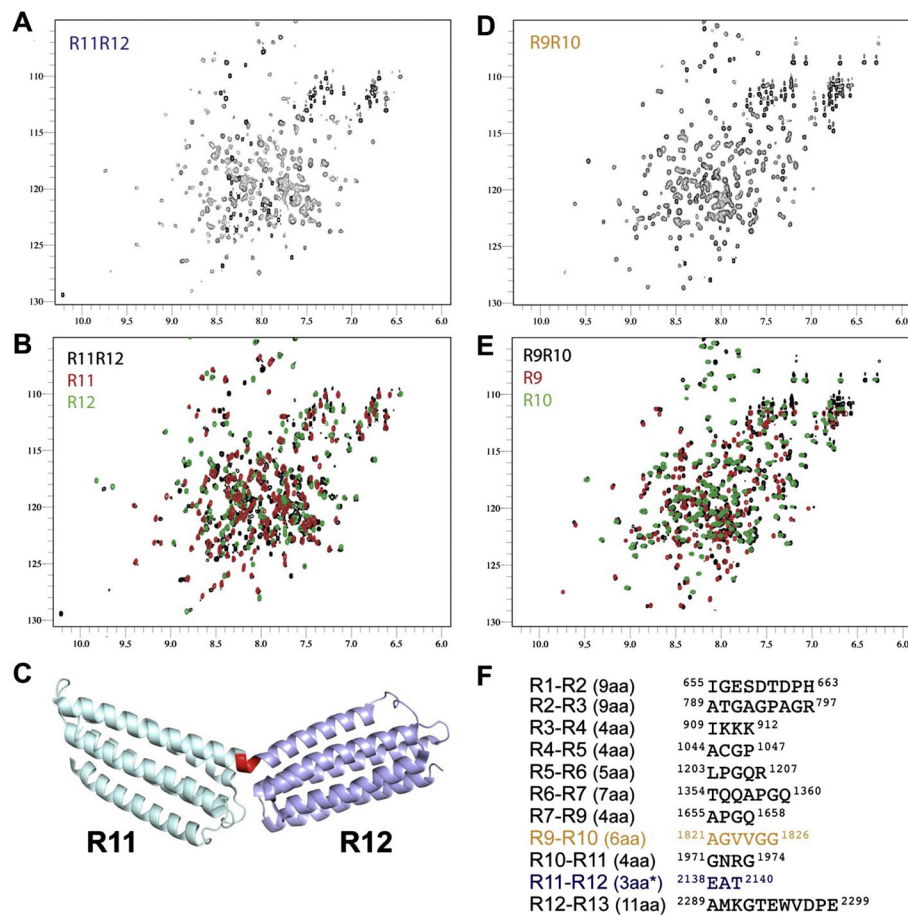 A
R11R12
110
115
120
125
130
10.0 9.5 9.0 8.5 8.0 7.5 7.0 6.5 6.0
B
R11R12
R11
R12
110
115
120
125
130
10.0 9.5 9.0 8.5 8.0 7.5 7.0 6.5 6.0
C
R11
R12
D
R9R10
110
115
120
125
130
10.0 9.5 9.0 8.5 8.0 7.5 7.0 6.5 6.0
E
R9R10
R9
R10
110
115
120
125
130
10.0 9.5 9.0 8.5 8.0 7.5 7.0 6.5 6.0
F
R1-R2 (9aa) 655IGESDTDPH663
R2-R3 (9aa) 789ATGAGPAGR797
R3-R4 (4aa) 909IKKK912
R4-R5 (4aa) 1044ACGP1047
R5-R6 (5aa) 1203LPGQR1207
R6-R7 (7aa) 1354TQQAPGQ1360
R7-R9 (4aa) 1655APGQ1658
R9-R10 (6aa) 1821AGVVGG1826
R10-R11 (4aa) 1971GNRG1974
R11-R12 (3aa*) 2138EAT2140
R12-R13 (11aa) 2289AMKGTEWVDPE2299